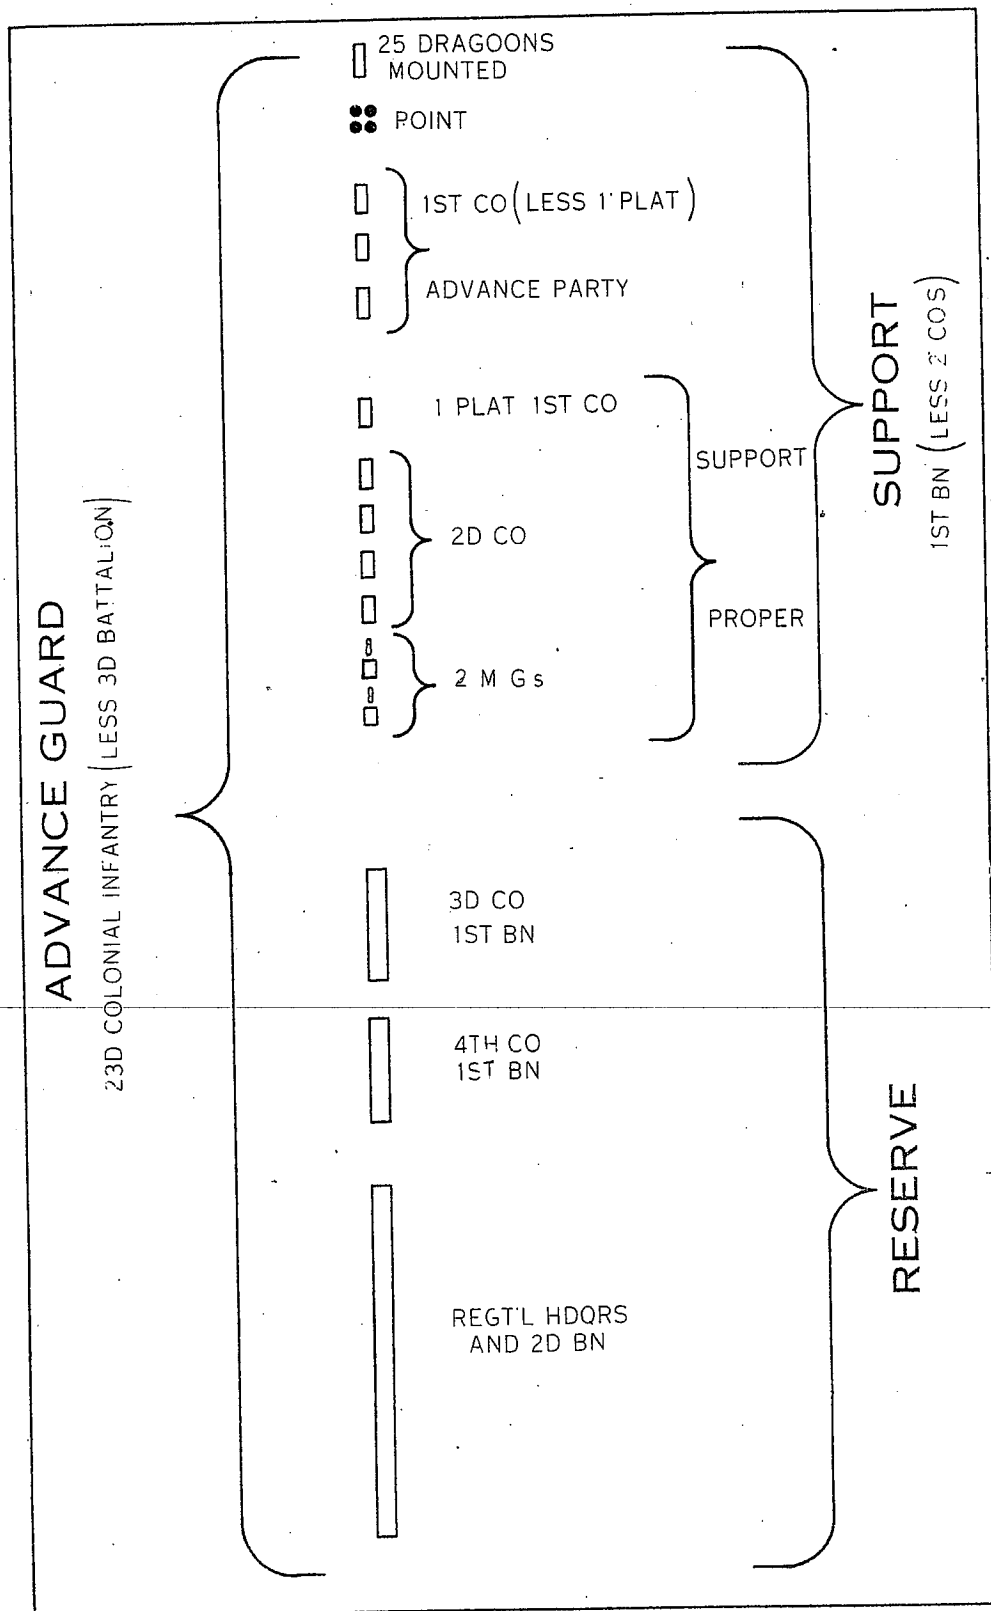 ADVANCE GUARD
23D COLONIAL INFANTRY (LESS 3D BATTALION)
25 DRAGOONS
MOUNTED
POINT
1ST CO (LESS 1 PLAT)
ADVANCE PARTY
1 PLAT 1ST CO
2D CO
2 M Gs
SUPPORT
PROPER
SUPPORT
1ST BN (LESS 2 COS)
3D CO
1ST BN
4TH CO
1ST BN
REGT'L HDQRS
AND 2D BN
RESERVE